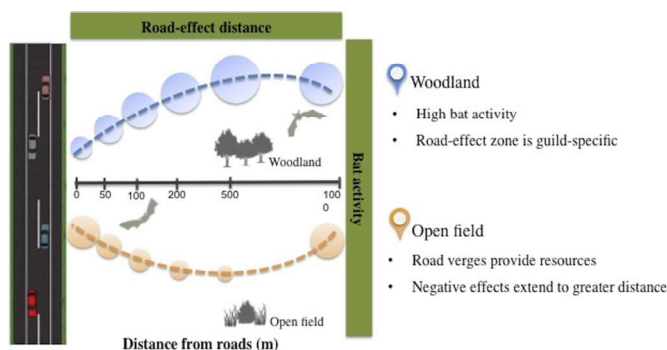 Road-effect distance
Woodland
0 50 100 200 500 100
0
Open field
Distance from roads (m)
Bat activity
Woodland
• High bat activity
• Road-effect zone is guild-specific
Open field
• Road verges provide resources
• Negative effects extend to greater distance